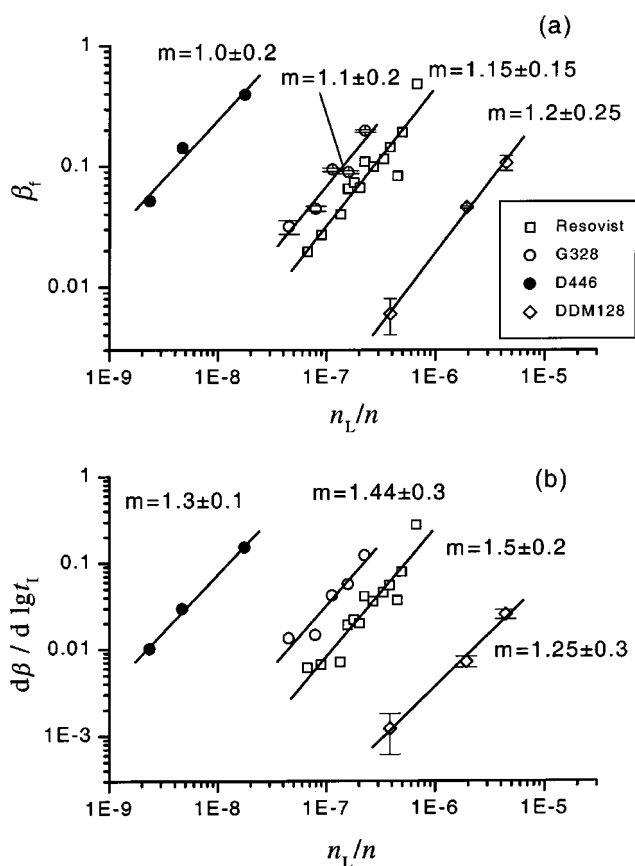 (a)
m=1.0±0.2
m=1.1±0.2
m=1.15±0.15
m=1.2±0.25
1
0.1
0.01
β_f
Resovist
G328
D446
DDM128
1E-9 1E-8 1E-7 1E-6 1E-5
n_L/n
(b)
m=1.3±0.1
m=1.44±0.3
m=1.5±0.2
m=1.25±0.3
1
0.1
0.01
1E-3
dβ / d lgt_I
1E-9 1E-8 1E-7 1E-6 1E-5
n_L/n